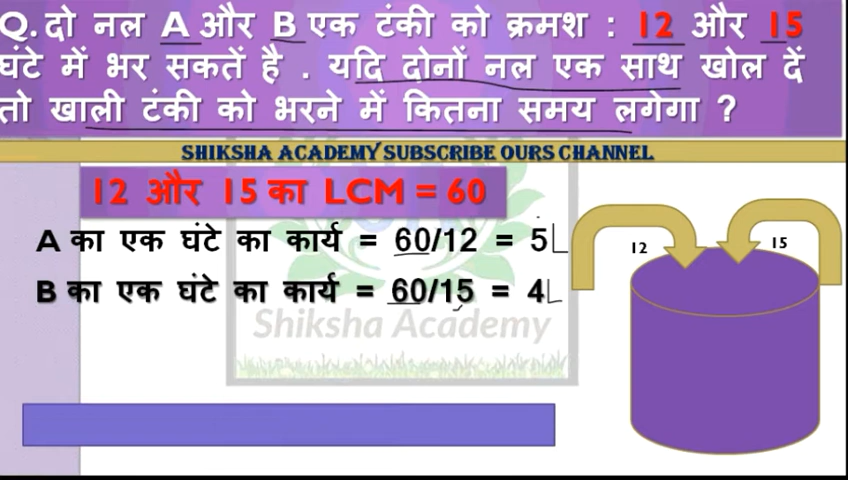 Q. दो नल A और B एक टंकी को क्रमश : 12 और 15
घंटे में भर सकतें है . यदि दोनों नल एक साथ खोल दें
तो खाली टंकी को भरने में कितना समय लगेगा ?
SHIKSHA ACADEMY SUBSCRIBE OURS CHANNEL
12 और 15 का LCM = 60
A का एक घंटे का कार्य = 60/12 = 5L
B का एक घंटे का कार्य = 60/15 = 4L
12
15
Shiksha Academy